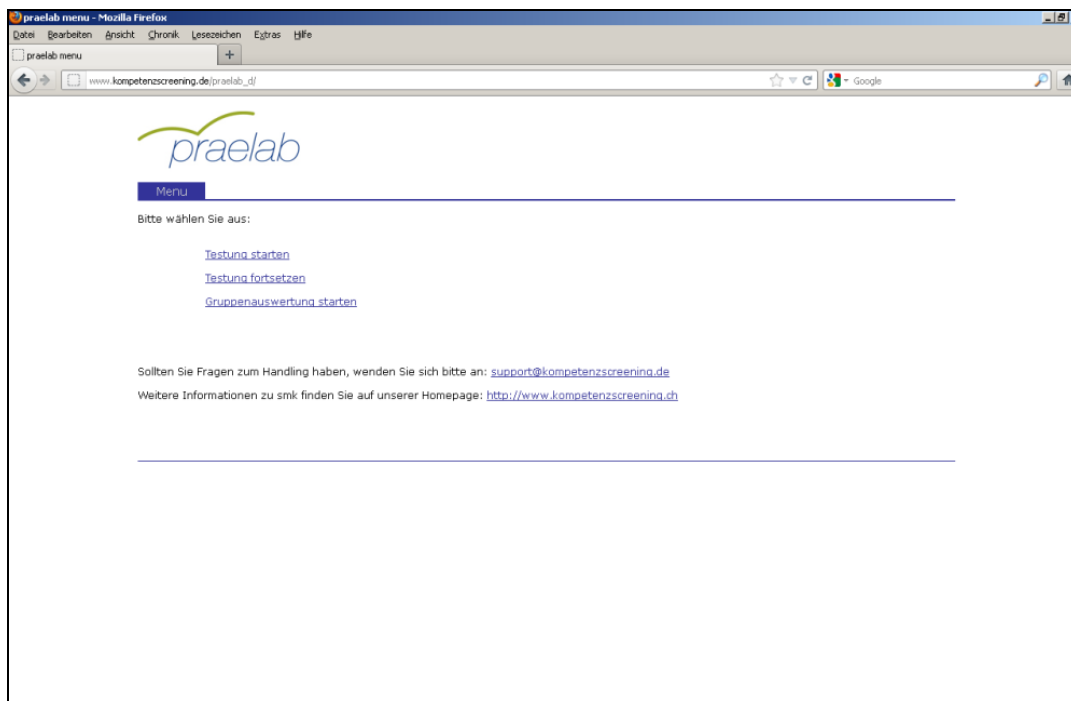 praelab menu - Mozilla Firefox
Datei Bearbeiten Ansicht Chronik Lesezeichen Extras Hilfe
praelab menu
www.kompetenzscreening.de/praelab_d/ Google
praelab
Menu
Bitte wählen Sie aus:
Testung starten
Testung fortsetzen
Gruppenauswertung starten
Sollten Sie Fragen zum Handling haben, wenden Sie sich bitte an: support@kompetenzscreening.de
Weitere Informationen zu smk finden Sie auf unserer Homepage: http://www.kompetenzscreening.ch